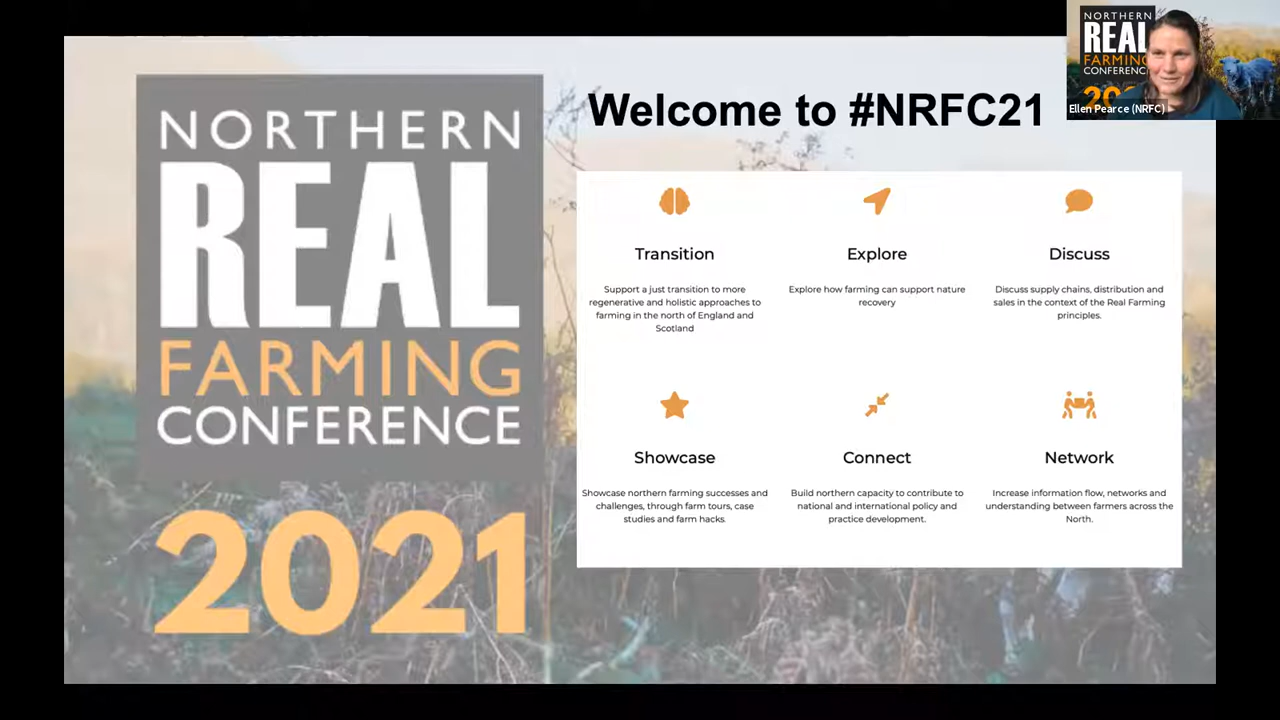 NORTHERN
REAL
FARMING
CONFERENCE
2021
Welcome to #NRFC21
Transition
Support a just transition to more
regenerative and holistic approaches to
farming in the north of England and
Scotland
Explore
Explore how farming can support nature
recovery
Discuss
Discuss supply chains, distribution and
sales in the context of the Real Farming
principles.
Showcase
Showcase northern farming successes and
challenges, through farm tours, case
studies and farm hacks.
Connect
Build northern capacity to contribute to
national and international policy and
practice development.
Network
Increase information flow, networks and
understanding between farmers across the
North.
NORTHERN
REAL
FARMING
CONFERENCE
Ellen Pearce (NRFC)